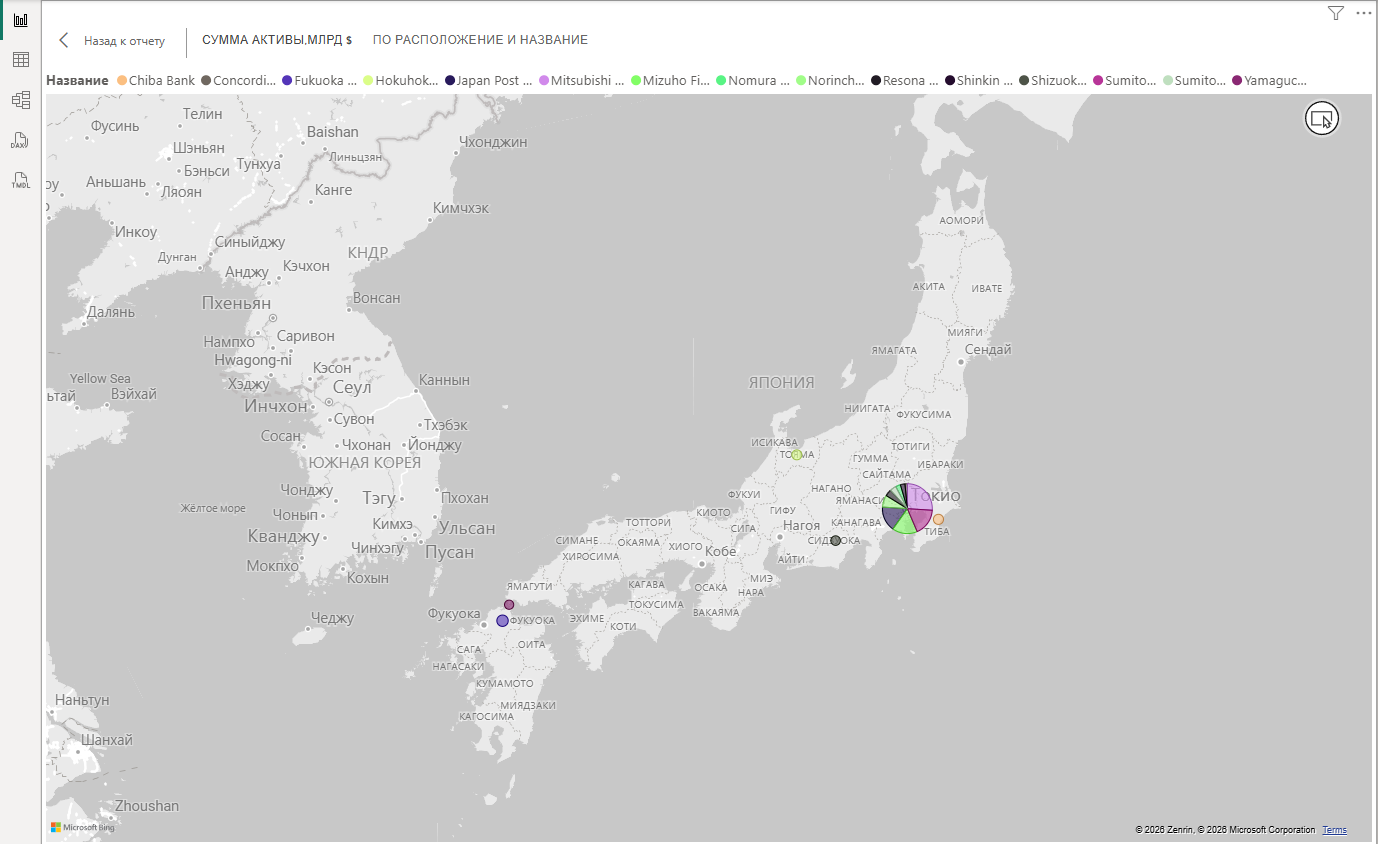 Назад к отчету
СУММА АКТИВЫ,МЛРД $
ПО РАСПОЛОЖЕНИЕ И НАЗВАНИЕ
Название Chiba Bank Concordi... Fukuoka ... Hokuhok... Japan Post ... Mitsubishi ... Mizuho Fi... Nomura ... Norinch... Resona ... Shinkin ... Shizuok... Sumito... Sumito... Yamaguc...
DAX
TMDL
Телин
Фусинь
Baishan
Чхонджин
Шэньян
Линьцзян
Тунхуа
Бэньси
Аньшань
Ляоян
Канге
Кимчхэк
АОМОРИ
Инкоу
Синыйджу
КНДР
Дунган
Кэчхон
Анджу
АКИТА
ИВАТЕ
Пхеньян
Вонсан
Далянь
МИЯГИ
Саривон
Нампхо
Сендай
ЯМАГАТА
Hwagong-ni
Кэсон
Yellow Sea
Хэджу
Сеул
Канныn
ЯПОНИЯ
Вэйхай
ьтай
Инчхон
НИИГАТА
ФУКУСИМА
Сувон
Тхэбэк
Сосан
Чхонан
Йонджу
ИСИКАВА
ТОТИГИ
ТОЯМА
ГУММА
ИБАРАКИ
ЮЖНАЯ КОРЕЯ
САЙТАМА
Чонджу
НАГАНО
ФУКУИ
Токио
Тэгу
Пхохан
ЯМАНАСИ
Жёлтое море
Чонып
ГИФУ
КИОТО
ТОТТОРИ
КАНАГАВА
Кимхэ
Ульсан
СИГА
Нагоя
ТИБА
Кванджу
СИМАНЕ
ОКАЯМА
ХИОГО
СИДЗУОКА
Чинхэгу
Пусан
Кобе
ХИРОСИМА
АЙТИ
Мокпхо
Кохын
МИЭ
ЯМАГУТИ
КАГАВА
ОСАКА
НАРА
ТОКУСИМА
ВАКАЯМА
Чеджу
Фукуока
ФУКУОКА
ЭХИМЕ
КОТИ
ОИТА
САГА
НАГАСАКИ
КУМАМОТО
Наньтун
МИЯДЗАКИ
КАГОСИМА
Шанхай
Zhoushan
Microsoft Bing
© 2026 Zenrin, © 2026 Microsoft Corporation Terms